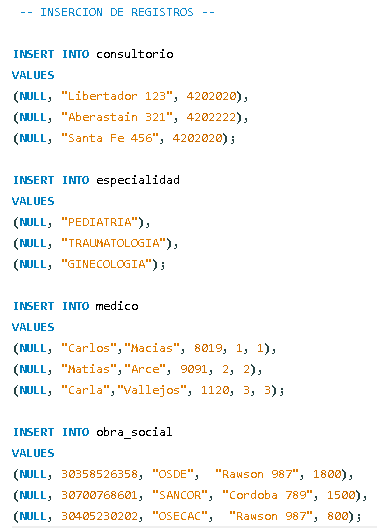 -- INSERCION DE REGISTROS --
INSERT INTO consultorio
VALUES
(NULL, "Libertador 123", 4202020),
(NULL, "Aberastain 321", 4202222),
(NULL, "Santa Fe 456", 4202020);
INSERT INTO especialidad
VALUES
(NULL, "PEDIATRIA"),
(NULL, "TRAUMATOLOGIA"),
(NULL, "GINECOLOGIA");
INSERT INTO medico
VALUES
(NULL, "Carlos","Macias", 8019, 1, 1),
(NULL, "Matias","Arce", 9091, 2, 2),
(NULL, "Carla","Vallejos", 1120, 3, 3);
INSERT INTO obra_social
VALUES
(NULL, 30358526358, "OSDE",  "Rawson 987", 1800),
(NULL, 30700768601, "SANCOR", "Cordoba 789", 1500),
(NULL, 30405230202, "OSECAC", "Rawson 987", 800);